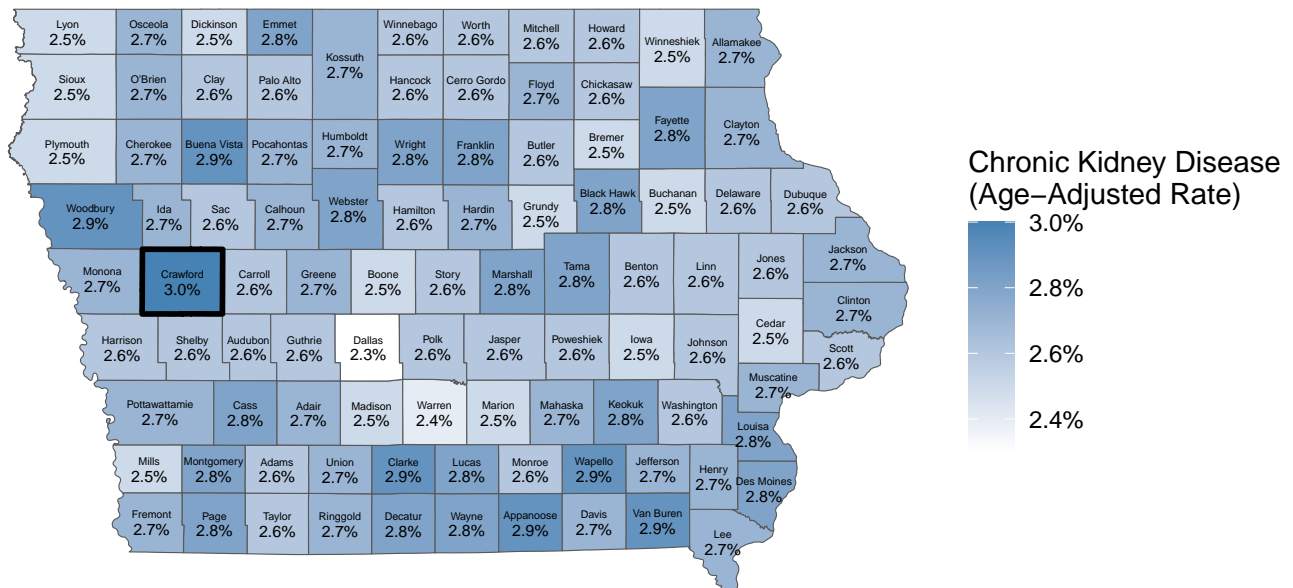 Lyon
2.5%
Osceola
2.7%
Dickinson
2.5%
Emmet
2.8%
Kossuth
2.7%
Winnebago
2.6%
Worth
2.6%
Mitchell
2.6%
Howard
2.6%
Winneshiek
2.5%
Allamakee
2.7%
Sioux
2.5%
O'Brien
2.7%
Clay
2.6%
Palo Alto
2.6%
Hancock
2.6%
Cerro Gordo
2.6%
Floyd
2.7%
Chickasaw
2.6%
Plymouth
2.5%
Cherokee
2.7%
Buena Vista
2.9%
Pocahontas
2.7%
Humboldt
2.7%
Wright
2.8%
Franklin
2.8%
Butler
2.6%
Bremer
2.5%
Fayette
2.8%
Clayton
2.7%
Woodbury
2.9%
Ida
2.7%
Sac
2.6%
Calhoun
2.7%
Webster
2.8%
Hamilton
2.6%
Hardin
2.7%
Grundy
2.5%
Black Hawk
2.8%
Buchanan
2.5%
Delaware
2.6%
Dubuque
2.6%
Monona
2.7%
Crawford
3.0%
Carroll
2.6%
Greene
2.7%
Boone
2.5%
Story
2.6%
Marshall
2.8%
Tama
2.8%
Benton
2.6%
Linn
2.6%
Jones
2.6%
Jackson
2.7%
Clinton
2.7%
Harrison
2.6%
Shelby
2.6%
Audubon
2.6%
Guthrie
2.6%
Dallas
2.3%
Polk
2.6%
Jasper
2.6%
Poweshiek
2.6%
Iowa
2.5%
Johnson
2.6%
Cedar
2.5%
Scott
2.6%
Muscatine
2.7%
Pottawattamie
2.7%
Cass
2.8%
Adair
2.7%
Madison
2.5%
Warren
2.4%
Marion
2.5%
Mahaska
2.7%
Keokuk
2.8%
Washington
2.6%
Louisa
2.8%
Mills
2.5%
Montgomery
2.8%
Adams
2.6%
Union
2.7%
Clarke
2.9%
Lucas
2.8%
Monroe
2.6%
Wapello
2.9%
Jefferson
2.7%
Henry
2.7%
Des Moines
2.8%
Fremont
2.7%
Page
2.8%
Taylor
2.6%
Ringgold
2.7%
Decatur
2.8%
Wayne
2.8%
Appanoose
2.9%
Davis
2.7%
Van Buren
2.9%
Lee
2.7%
Chronic Kidney Disease
(Age−Adjusted Rate)
3.0%
2.8%
2.6%
2.4%